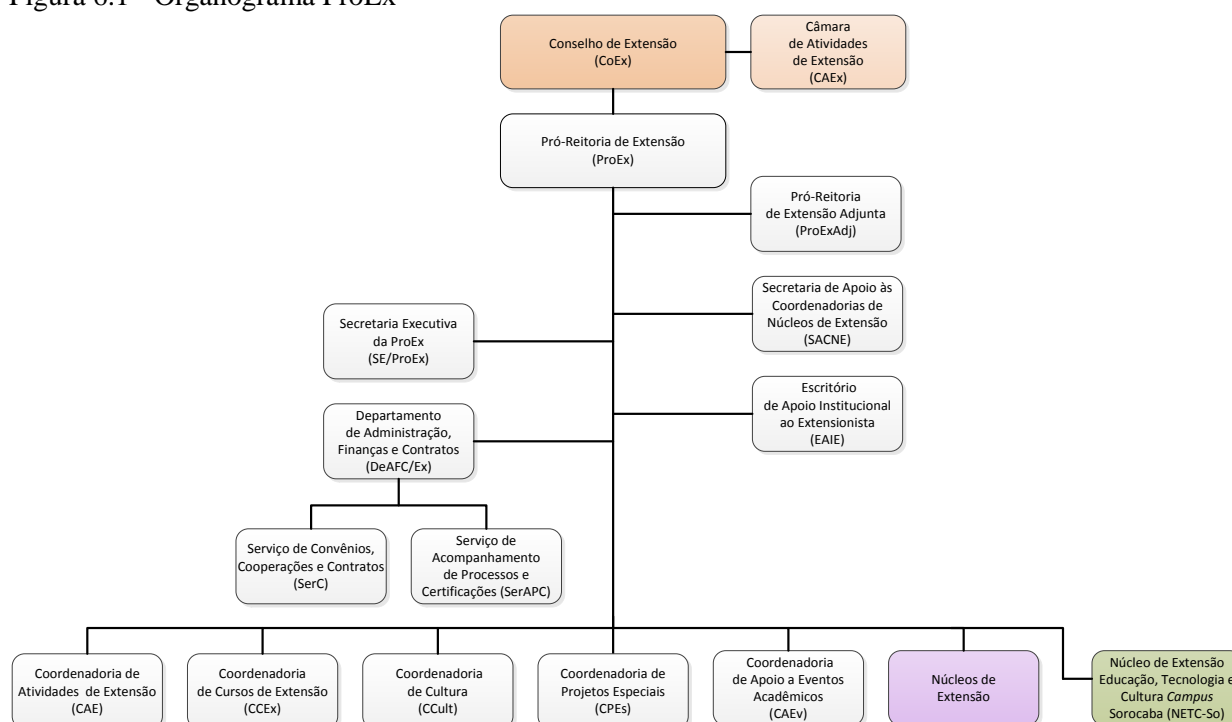 Figura 6.1 - Organograma ProEx
Conselho de Extensão
(CoEx)
Câmara
de Atividades
de Extensão
(CAEx)
Pró-Reitoria de Extensão
(ProEx)
Pró-Reitoria
de Extensão Adjunta
(ProExAdj)
Secretaria de Apoio às
Coordenadorias de
Núcleos de Extensão
(SACNE)
Secretaria Executiva
da ProEx
(SE/ProEx)
Escritório
de Apoio Institucional
ao Extensionista
(EAIE)
Departamento
de Administração,
Finanças e Contratos
(DeAFC/Ex)
Serviço de Convênios,
Cooperações e Contratos
(SerC)
Serviço de
Acompanhamento
de Processos e
Certificações (SerAPC)
Coordenadoria de
Atividades de Extensão
(CAE)
Coordenadoria
de Cursos de Extensão
(CCEx)
Coordenadoria
de Cultura
(CCult)
Coordenadoria de
Projetos Especiais
(CPEs)
Coordenadoria
de Apoio a Eventos
Acadêmicos
(CAEv)
Núcleos de
Extensão
Núcleo de Extensão
Educação, Tecnologia e
Cultura Campus
Sorocaba (NETC-So)